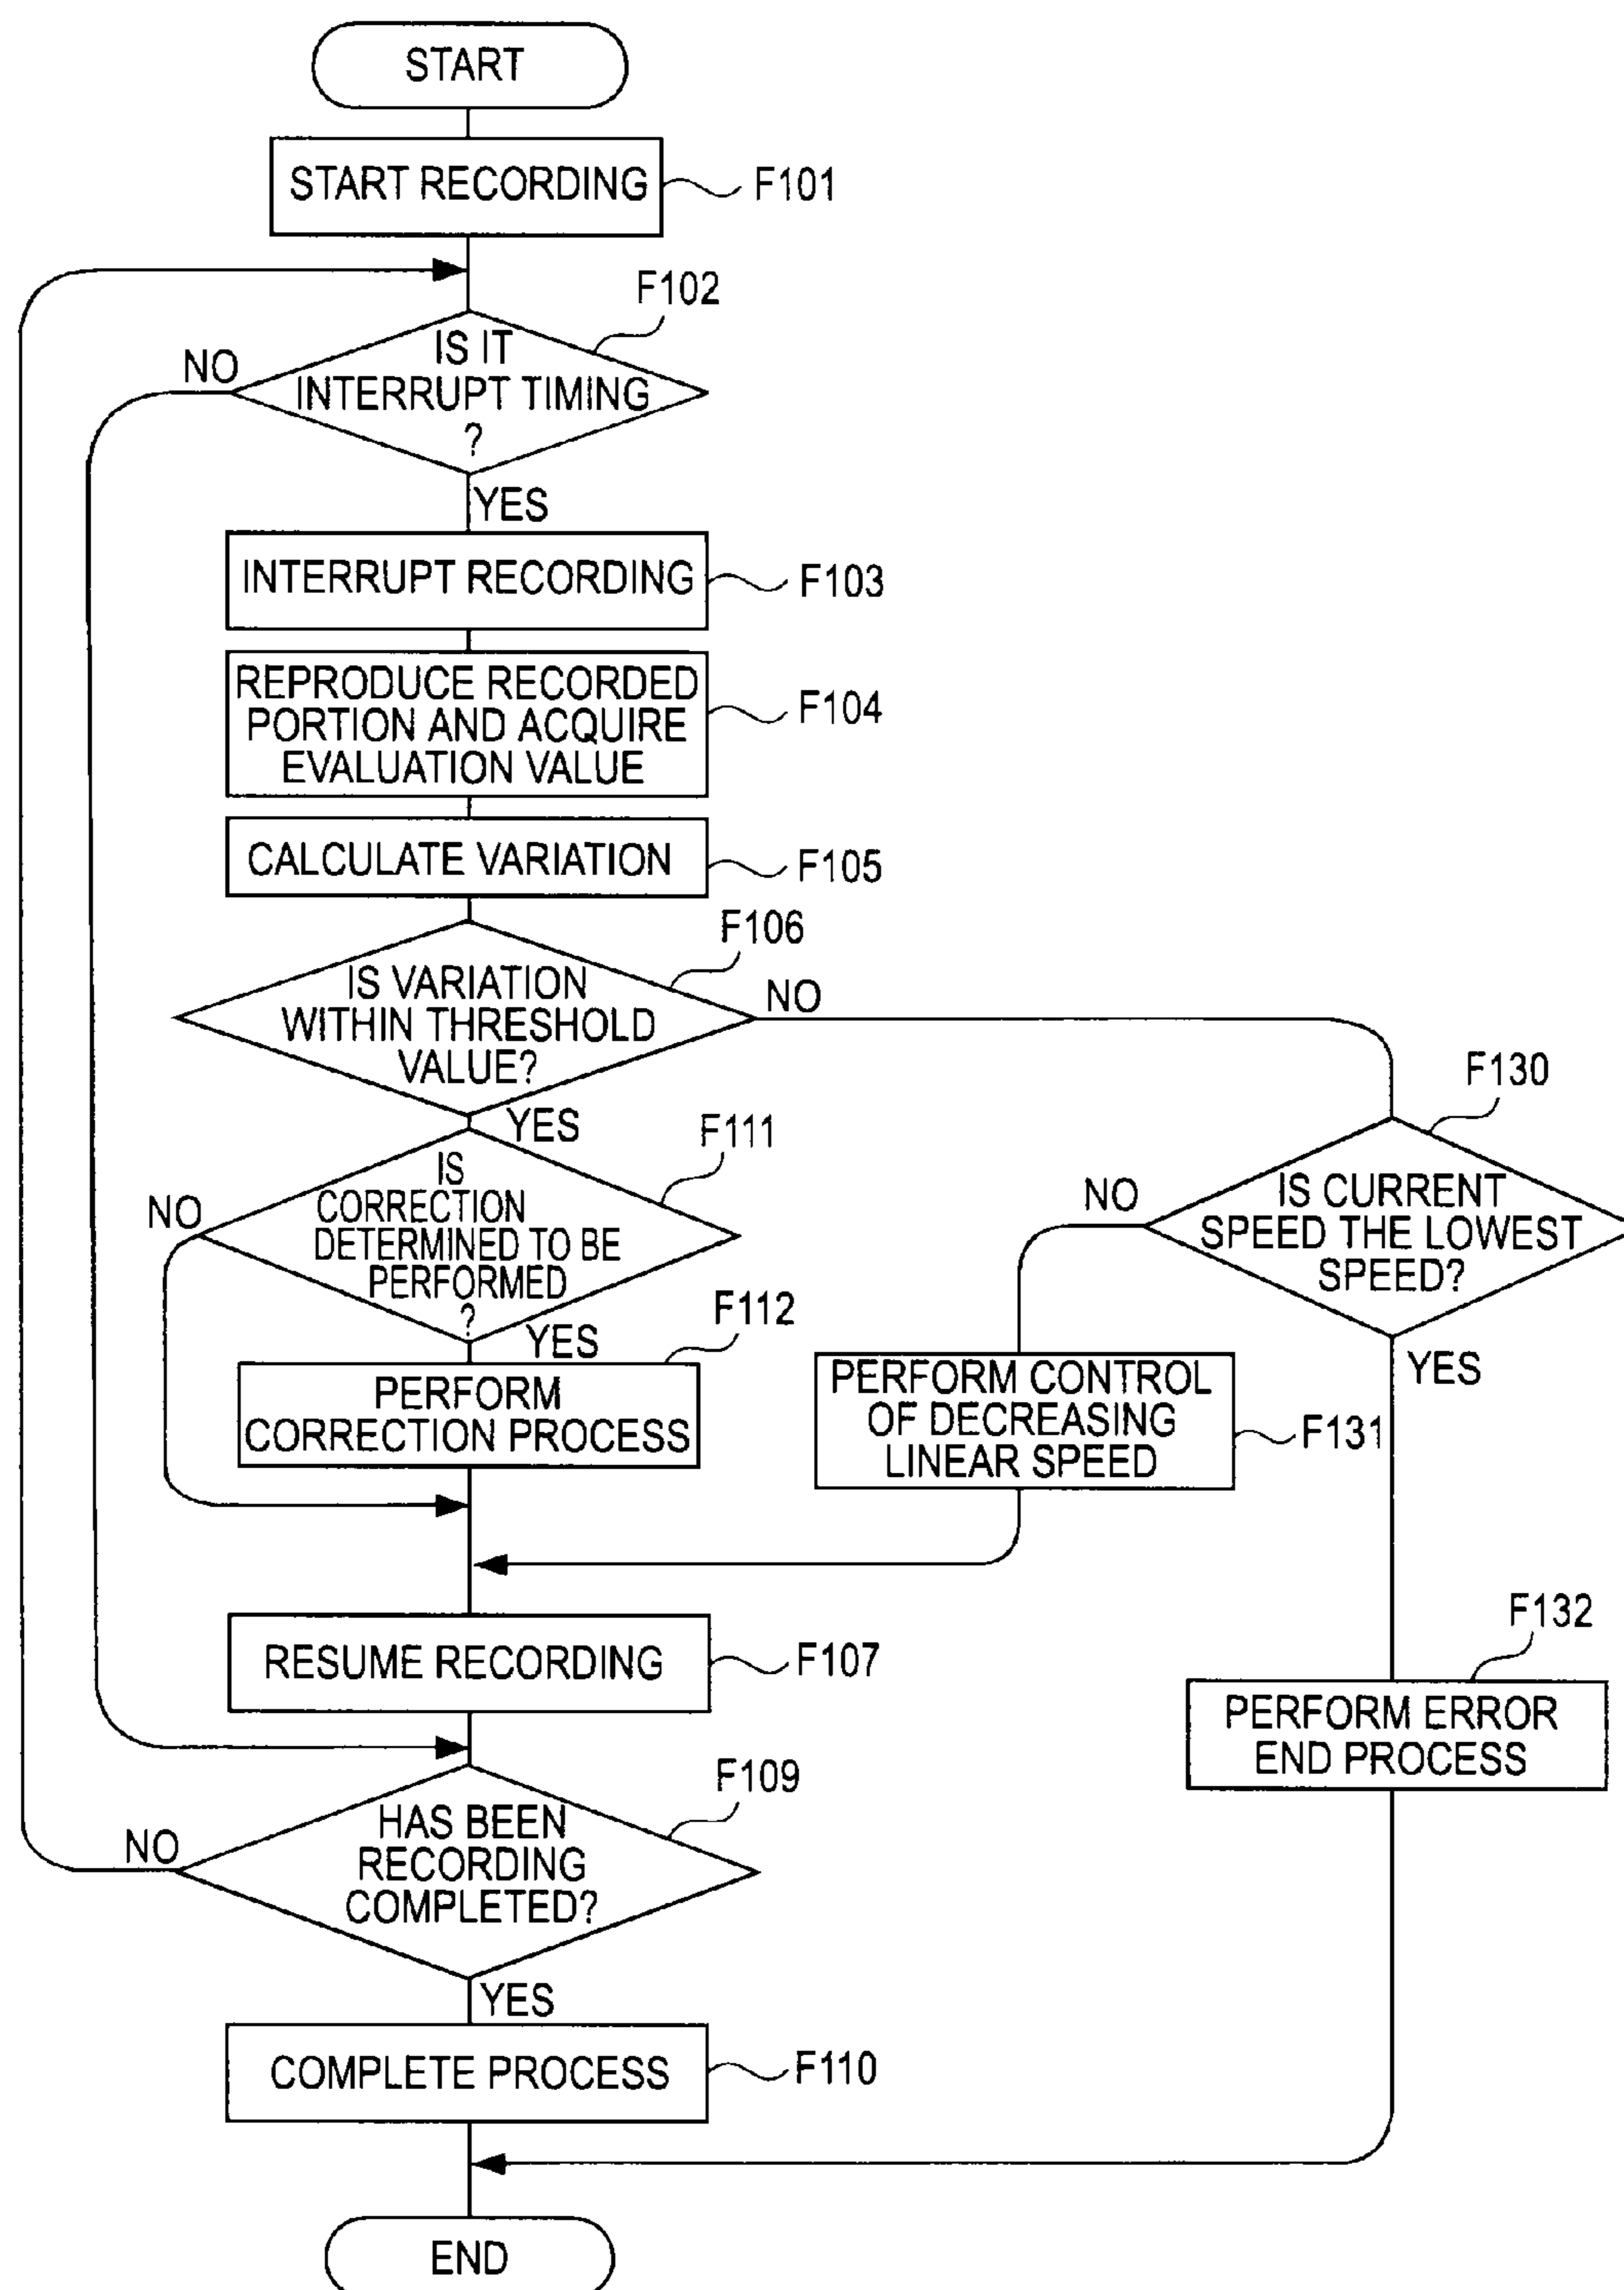 START
START RECORDING
F101
F102
IS IT
INTERRUPT TIMING
?
NO
YES
INTERRUPT RECORDING
F103
REPRODUCE RECORDED
PORTION AND ACQUIRE
EVALUATION VALUE
F104
CALCULATE VARIATION
F105
F106
IS VARIATION
WITHIN THRESHOLD
VALUE?
NO
YES
F130
IS CURRENT
SPEED THE LOWEST
SPEED?
NO
YES
F111
IS
CORRECTION
DETERMINED TO BE
PERFORMED
?
NO
YES
F112
PERFORM
CORRECTION PROCESS
PERFORM CONTROL
OF DECREASING
LINEAR SPEED
F131
RESUME RECORDING
F107
F132
PERFORM ERROR
END PROCESS
F109
HAS BEEN
RECORDING
COMPLETED?
NO
YES
COMPLETE PROCESS
F110
END